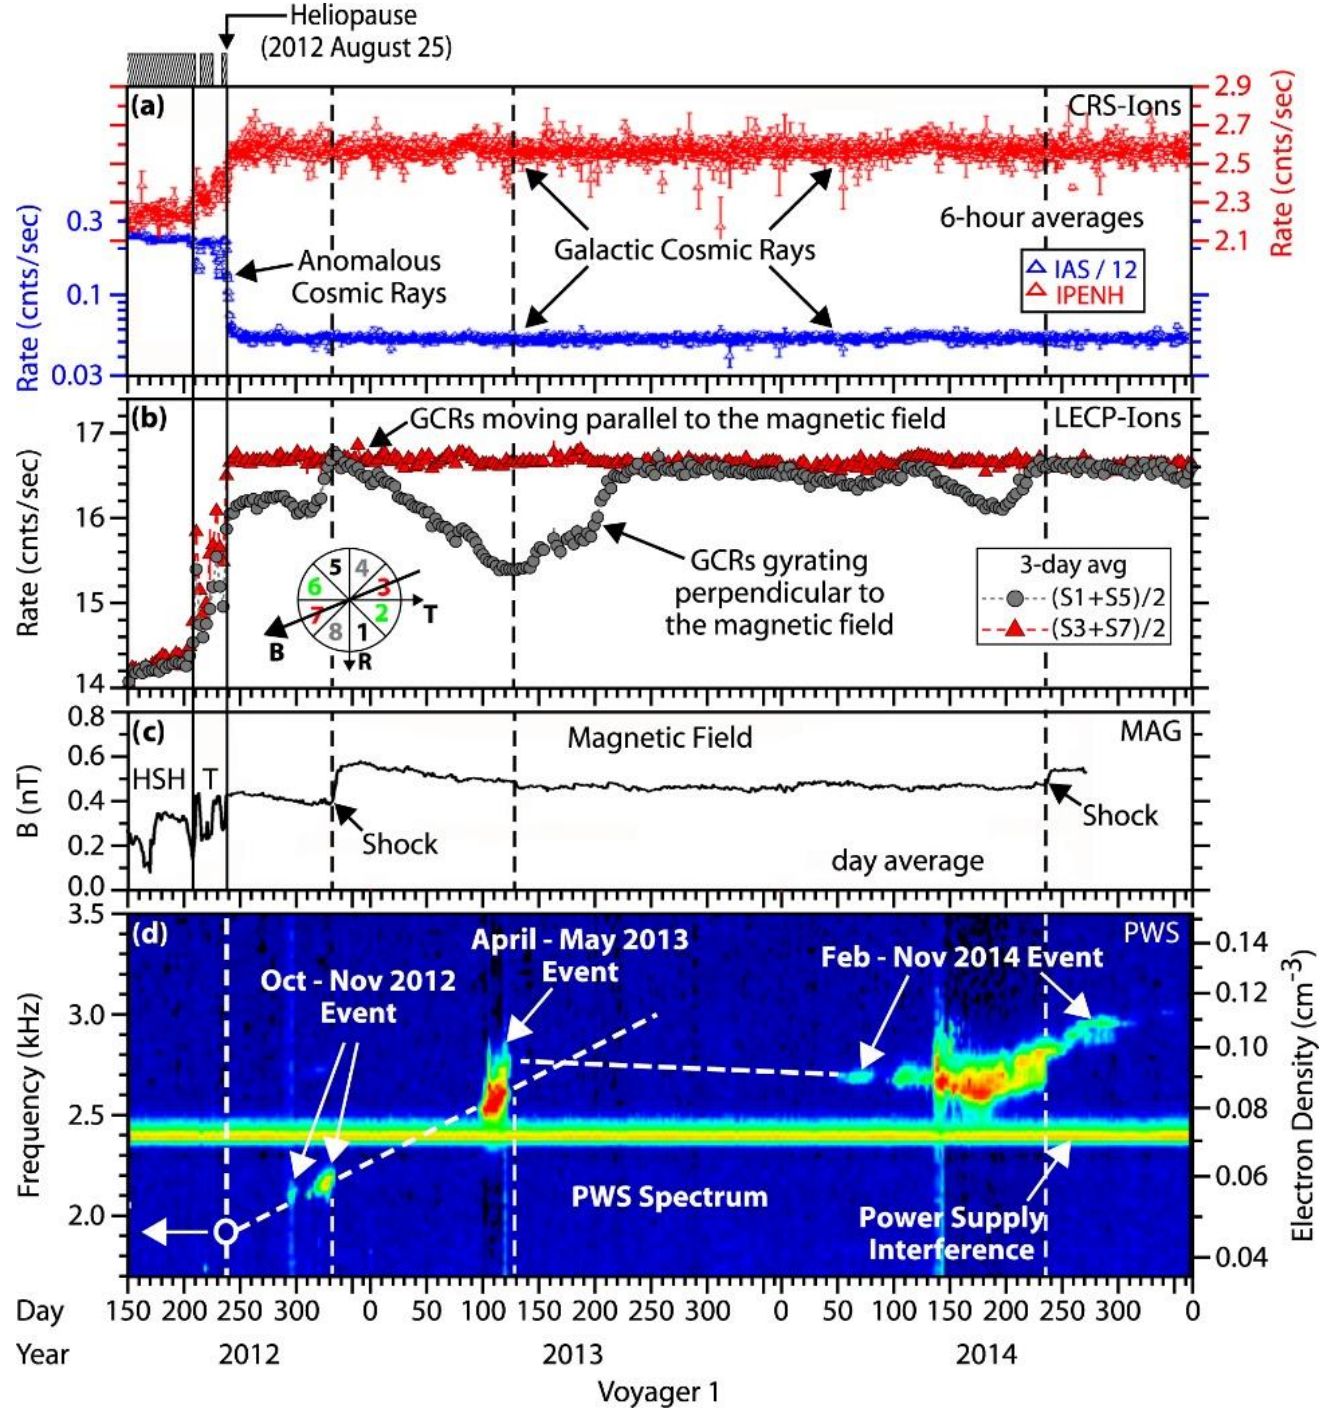 Heliopause
(2012 August 25)
(a)
CRS-Ions
2.9
2.7
2.5
2.3
2.1
Rate (cnts/sec)
0.3
0.1
0.03
Rate (cnts/sec)
Anomalous
Cosmic Rays
Galactic Cosmic Rays
6-hour averages
IAS / 12
IPENH
(b)
GCRs moving parallel to the magnetic field
LECP-Ions
17
16
15
14
Rate (cnts/sec)
5 4
6 3
7 2
8 1
T
B
R
GCRs gyrating
perpendicular to
the magnetic field
3-day avg
(S1+S5)/2
(S3+S7)/2
(c)
Magnetic Field
MAG
0.8
0.6
0.4
0.2
0.0
B (nT)
HSH
T
Shock
Shock
day average
(d)
April - May 2013
Event
PWS
Oct - Nov 2012
Event
Feb - Nov 2014 Event
3.5
3.0
2.5
2.0
Frequency (kHz)
0.14
0.12
0.10
0.08
0.06
0.04
Electron Density (cm-3)
PWS Spectrum
Power Supply
Interference
Day 150 200 250 300 0 50 100 150 200 250 300 0 50 100 150 200 250 300 0
Year 2012 2013 2014
Voyager 1